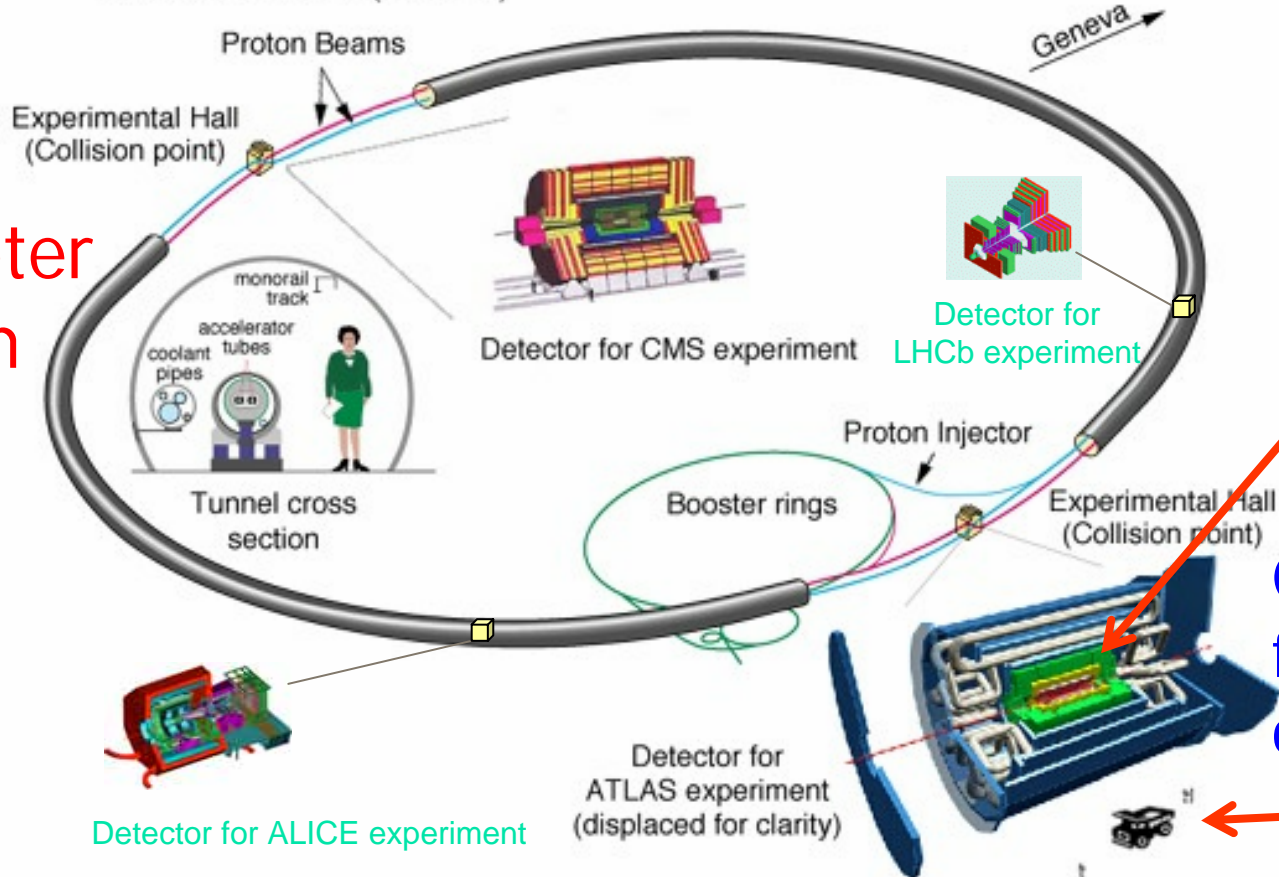 Proton Beams
Geneva
Experimental Hall
(Collision point)
ter
monorail
track
accelerator
tubes
coolant
pipes
Tunnel cross
section
Detector for CMS experiment
Detector for
LHCb experiment
Proton Injector
Booster rings
Experimental Hall
(Collision point)
Detector for
ATLAS experiment
(displaced for clarity)
Detector for ALICE experiment